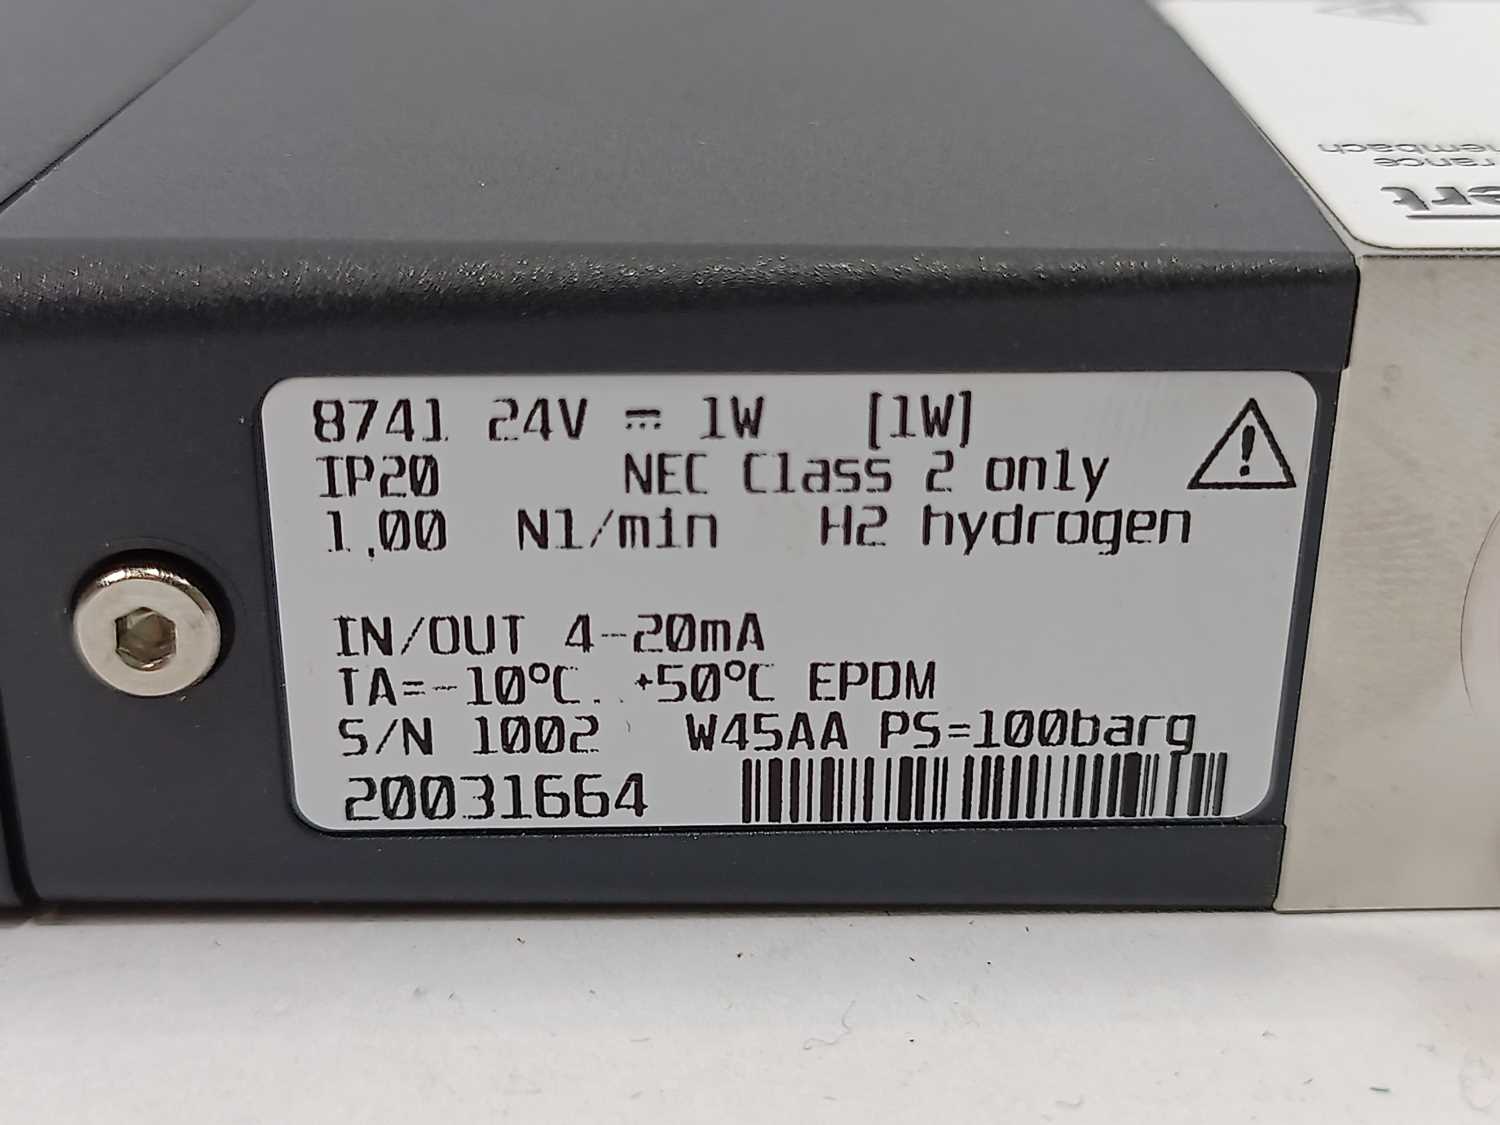 8741 24V ⎓ 1W [1W]
IP20 NEC Class 2 only
1,00 Nl/min H2 hydrogen
IN/OUT 4-20mA
TA=-10°C. +50°C EPDM
S/N 1002 W45AA PS=100barg
20031664